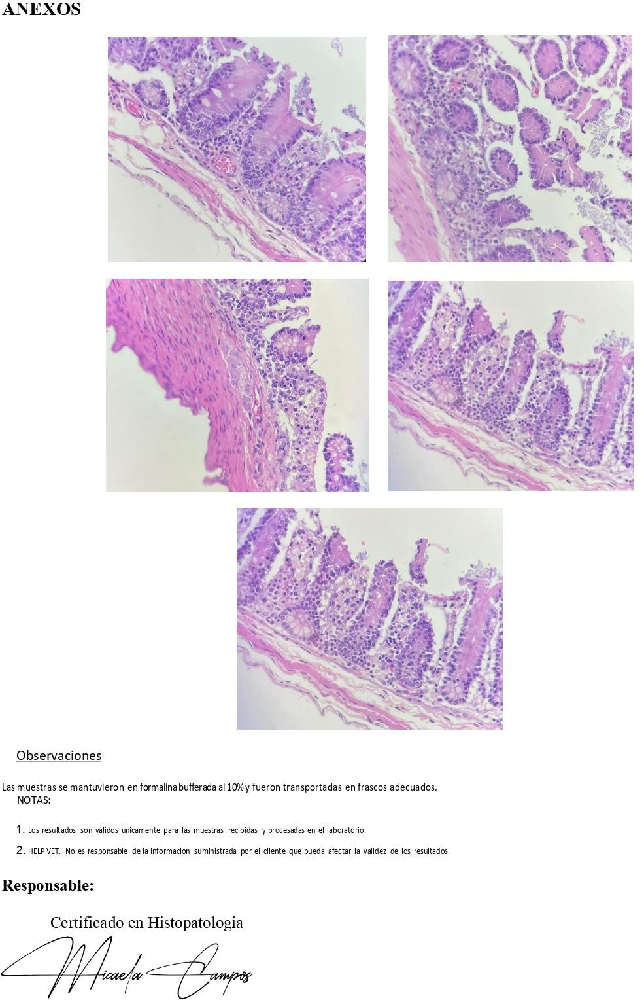 ANEXOS
Observaciones
Las muestras se mantuvieron en formalina bufferada al 10% y fueron transportadas en frascos adecuados.
NOTAS:
1. Los resultados son válidos únicamente para las muestras recibidas y procesadas en el laboratorio.
2. HELP VET. No es responsable de la información suministrada por el cliente que pueda afectar la validez de los resultados.
Responsable:
Certificado en Histopatología
Micaela Campos